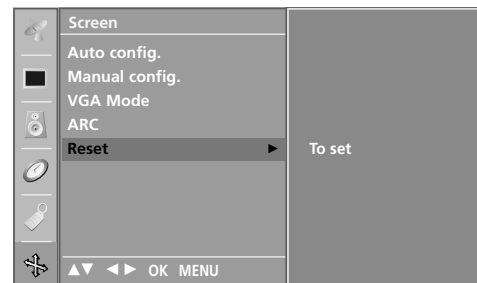 Screen
Auto config.
Manual config.
VGA Mode
ARC
Reset ►
To set
▲▼ ◄► OK MENU